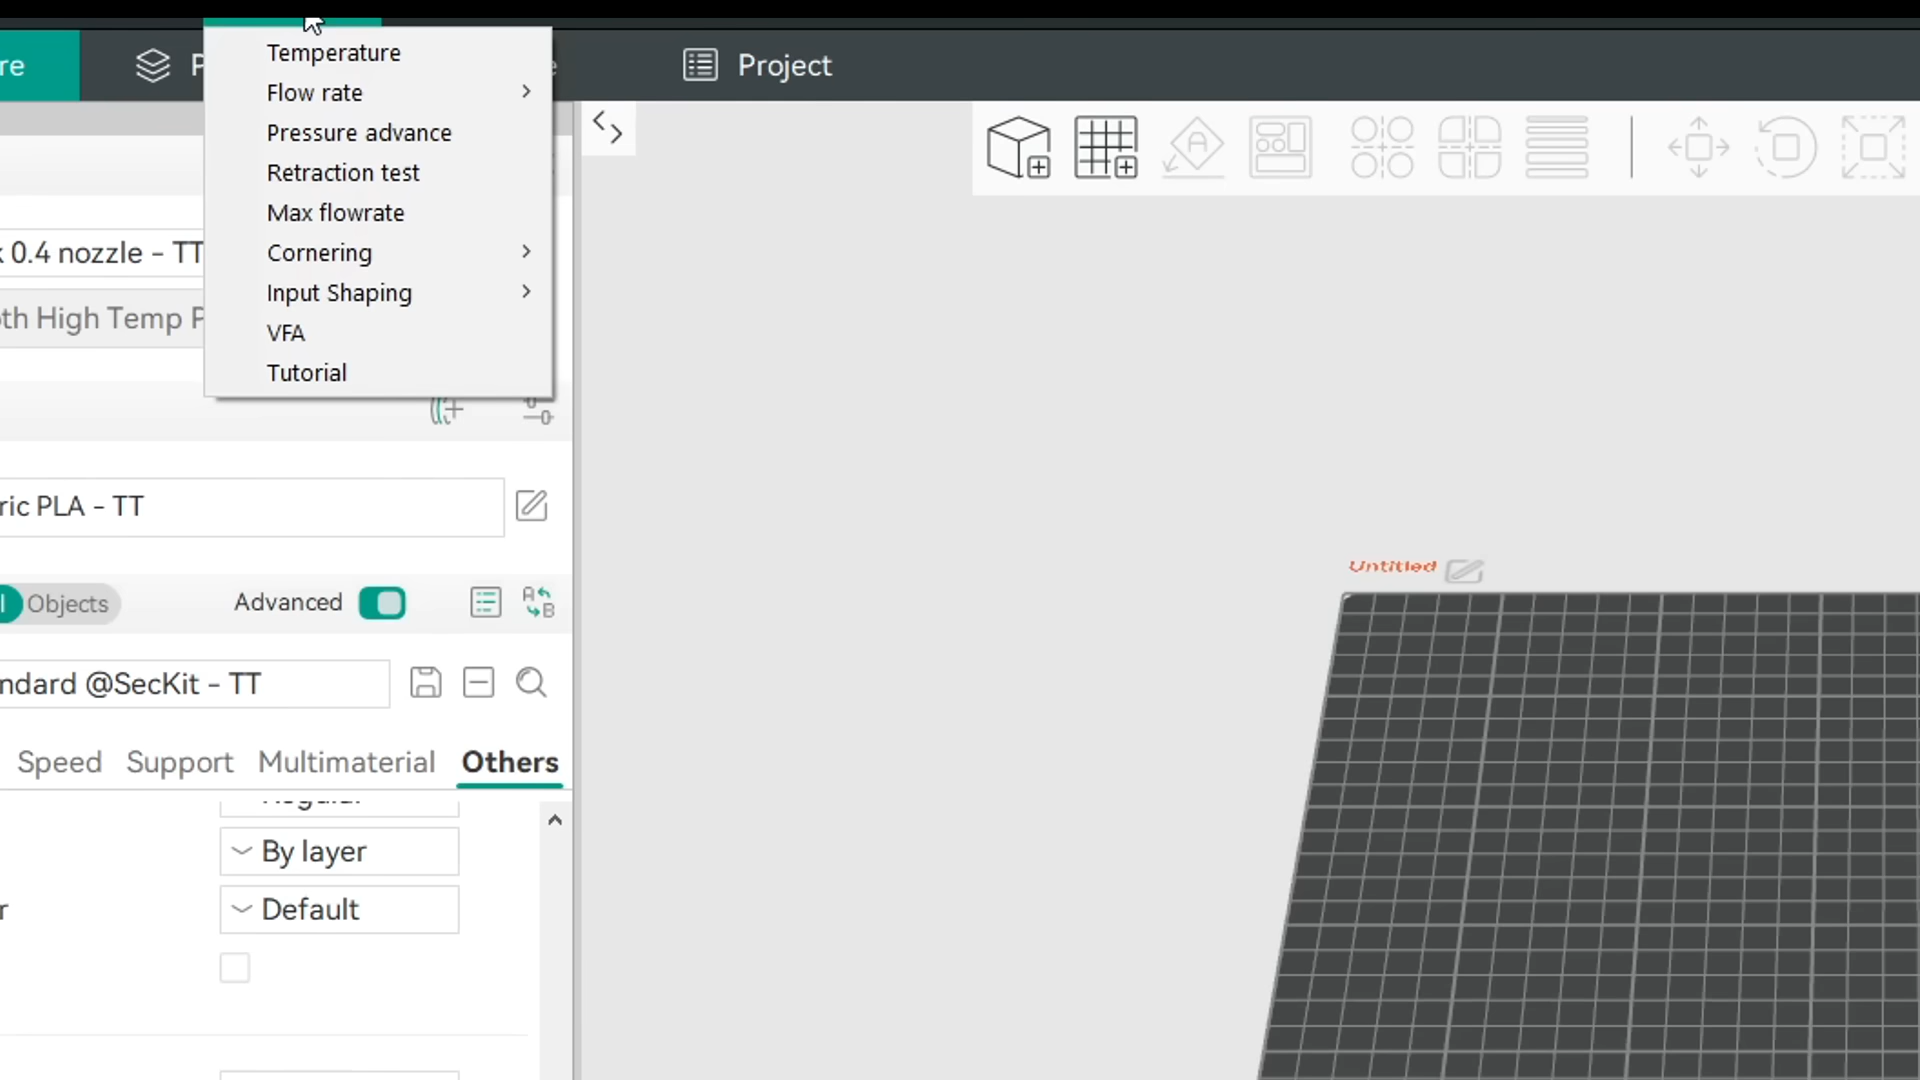 re
P
Project
Temperature
Flow rate
Pressure advance
Retraction test
Max flowrate
Cornering
Input Shaping
VFA
Tutorial
0.4 nozzle - TT
th High Temp P
ric PLA - TT
Untitled
Objects
Advanced
ndard @SecKit - TT
Speed
Support
Multimaterial
Others
By layer
r
Default